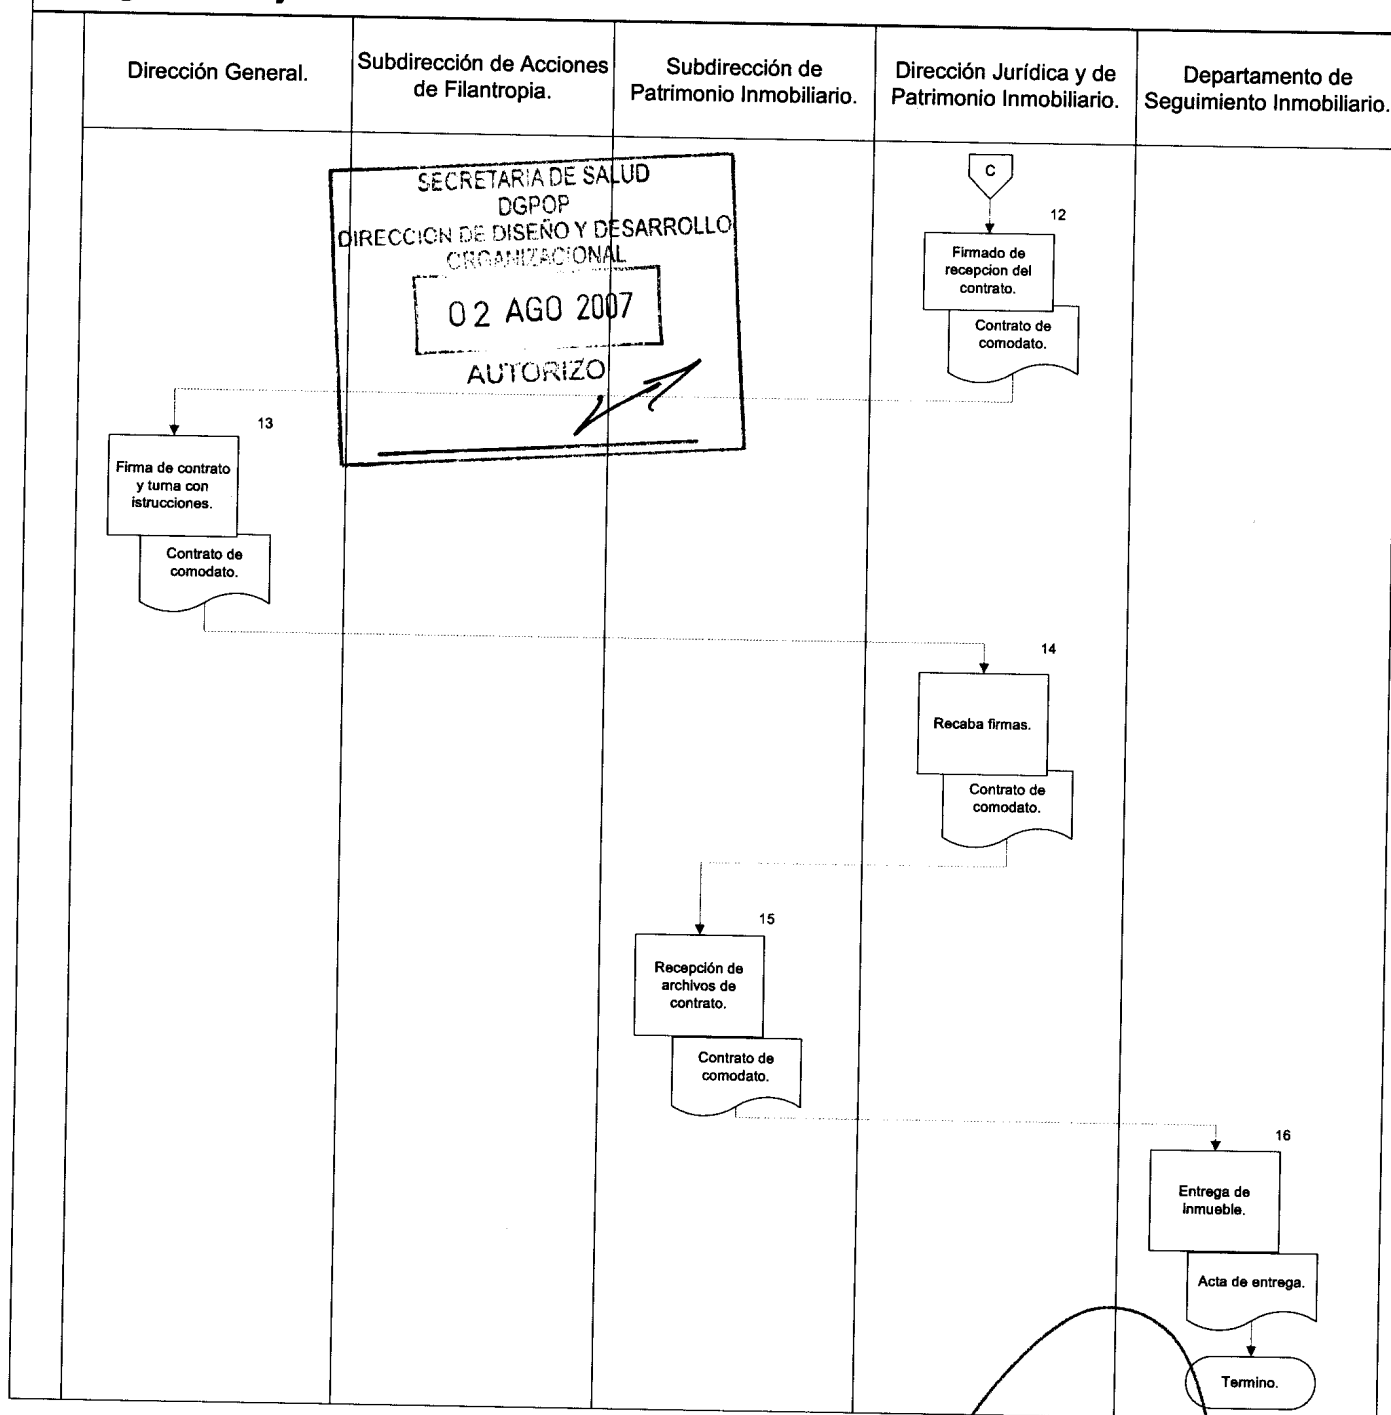 Dirección General.
Subdirección de Acciones
de Filantropia.
Subdirección de
Patrimonio Inmobiliario.
Dirección Jurídica y de
Patrimonio Inmobiliario.
Departamento de
Seguimiento Inmobiliario.
SECRETARIA DE SALUD
DGPOP
DIRECCION DE DISEÑO Y DESARROLLO
ORGANIZACIONAL
02 AGO 2007
AUTORIZO
C
12
Firmado de
recepcion del
contrato.
Contrato de
comodato.
13
Firma de contrato
y turna con
istrucciones.
Contrato de
comodato.
14
Recaba firmas.
Contrato de
comodato.
15
Recepción de
archivos de
contrato.
Contrato de
comodato.
16
Entrega de
inmueble.
Acta de entrega.
Termino.